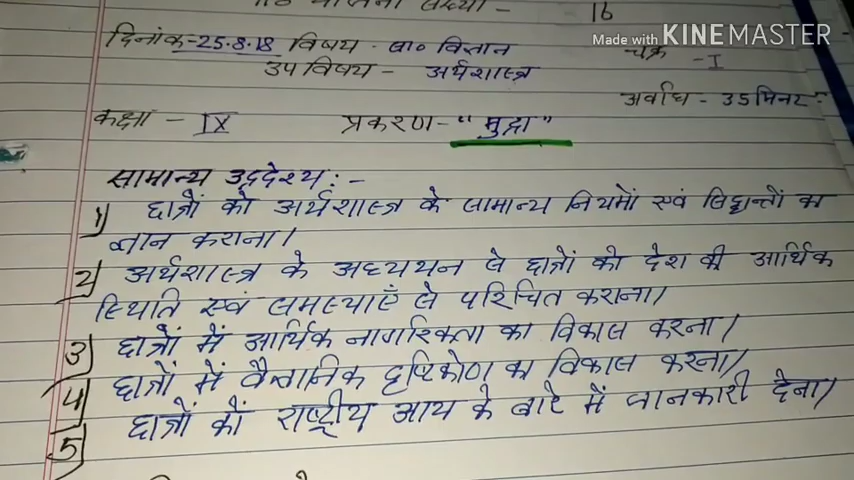 पाठ योजना संख्या - 16
Made with KINEMASTER
दिनांक - 25.8.18 विषय - सा० विज्ञान
चक्र - I
उपविषय - अर्थशास्त्र
अवधि - 35 मिनट
कक्षा - IX प्रकरण - "मुद्रा"
सामान्य उद्देश्य :-
1) छात्रों को अर्थशास्त्र के सामान्य नियमों एवं सिद्धान्तों का
ज्ञान कराना।
2) अर्थशास्त्र के अध्ययन से छात्रों को देश की आर्थिक
स्थिति एवं समस्याएँ से परिचित कराना।
3) छात्रों में आर्थिक नागरिकता का विकास करना।
4) छात्रों में वैज्ञानिक दृष्टिकोण का विकास करना।
5) छात्रों कों राष्ट्रीय आय के बारे में जानकारी देना।